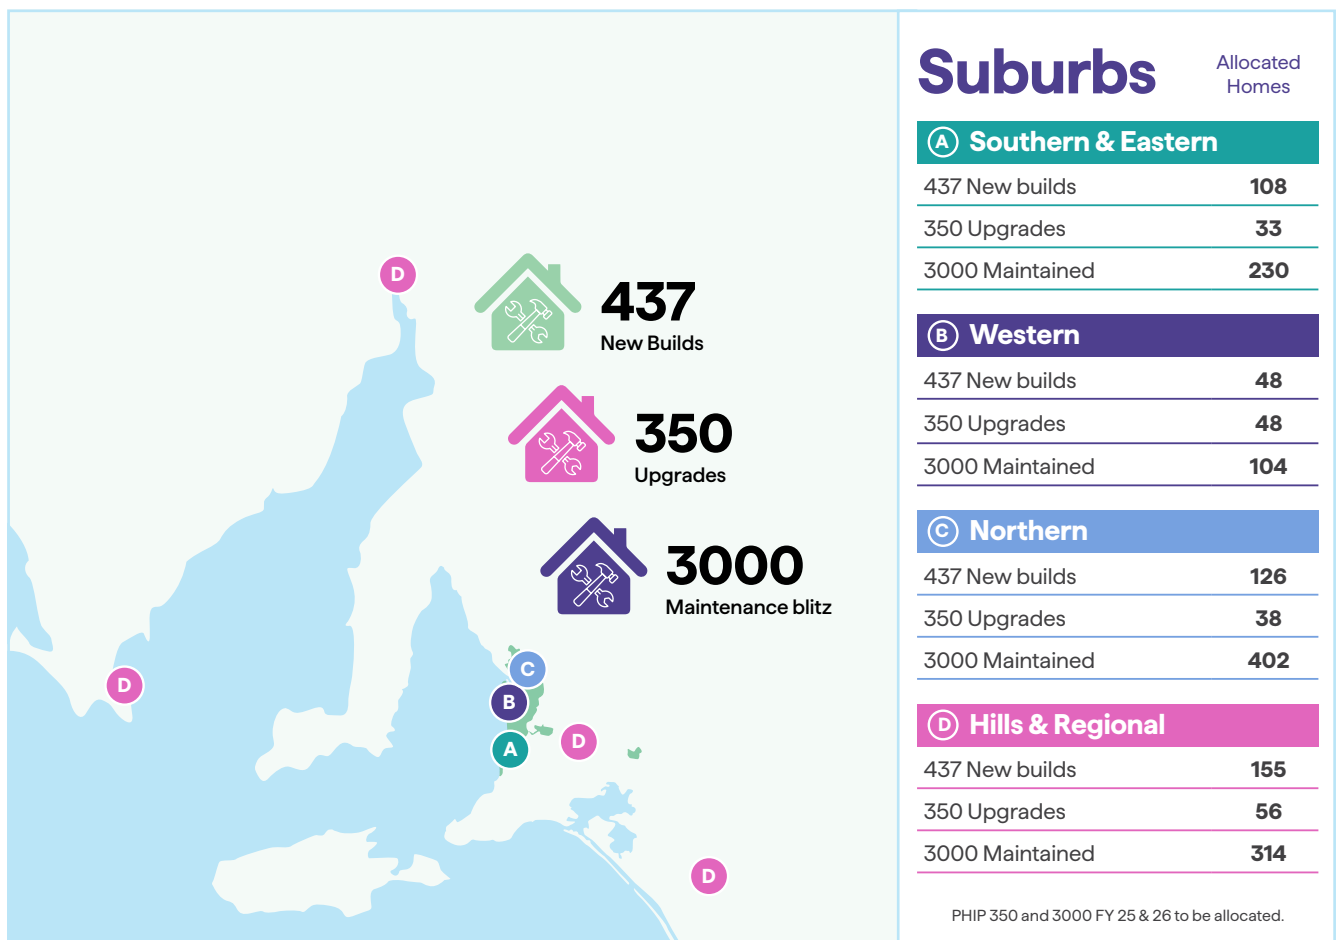 D
437
New Builds
350
Upgrades
3000
Maintenance blitz
C
D
B
A
D
D
Suburbs
Allocated
Homes
A Southern & Eastern
437 New builds 108
350 Upgrades 33
3000 Maintained 230
B Western
437 New builds 48
350 Upgrades 48
3000 Maintained 104
C Northern
437 New builds 126
350 Upgrades 38
3000 Maintained 402
D Hills & Regional
437 New builds 155
350 Upgrades 56
3000 Maintained 314
PHIP 350 and 3000 FY 25 & 26 to be allocated.